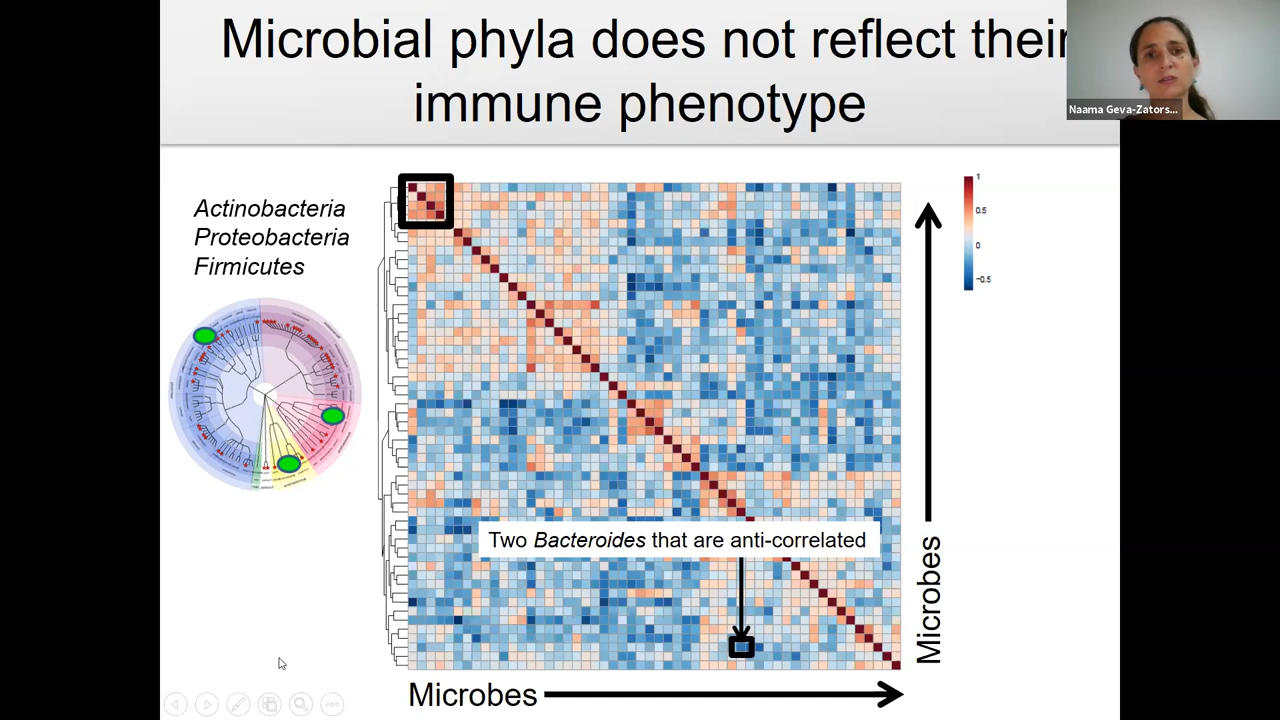 Microbial phyla does not reflect their
immune phenotype
Naama Geva-Zators...
Actinobacteria
Proteobacteria
Firmicutes
1
0.5
0
−0.5
Two Bacteroides that are anti-correlated
Microbes
Microbes